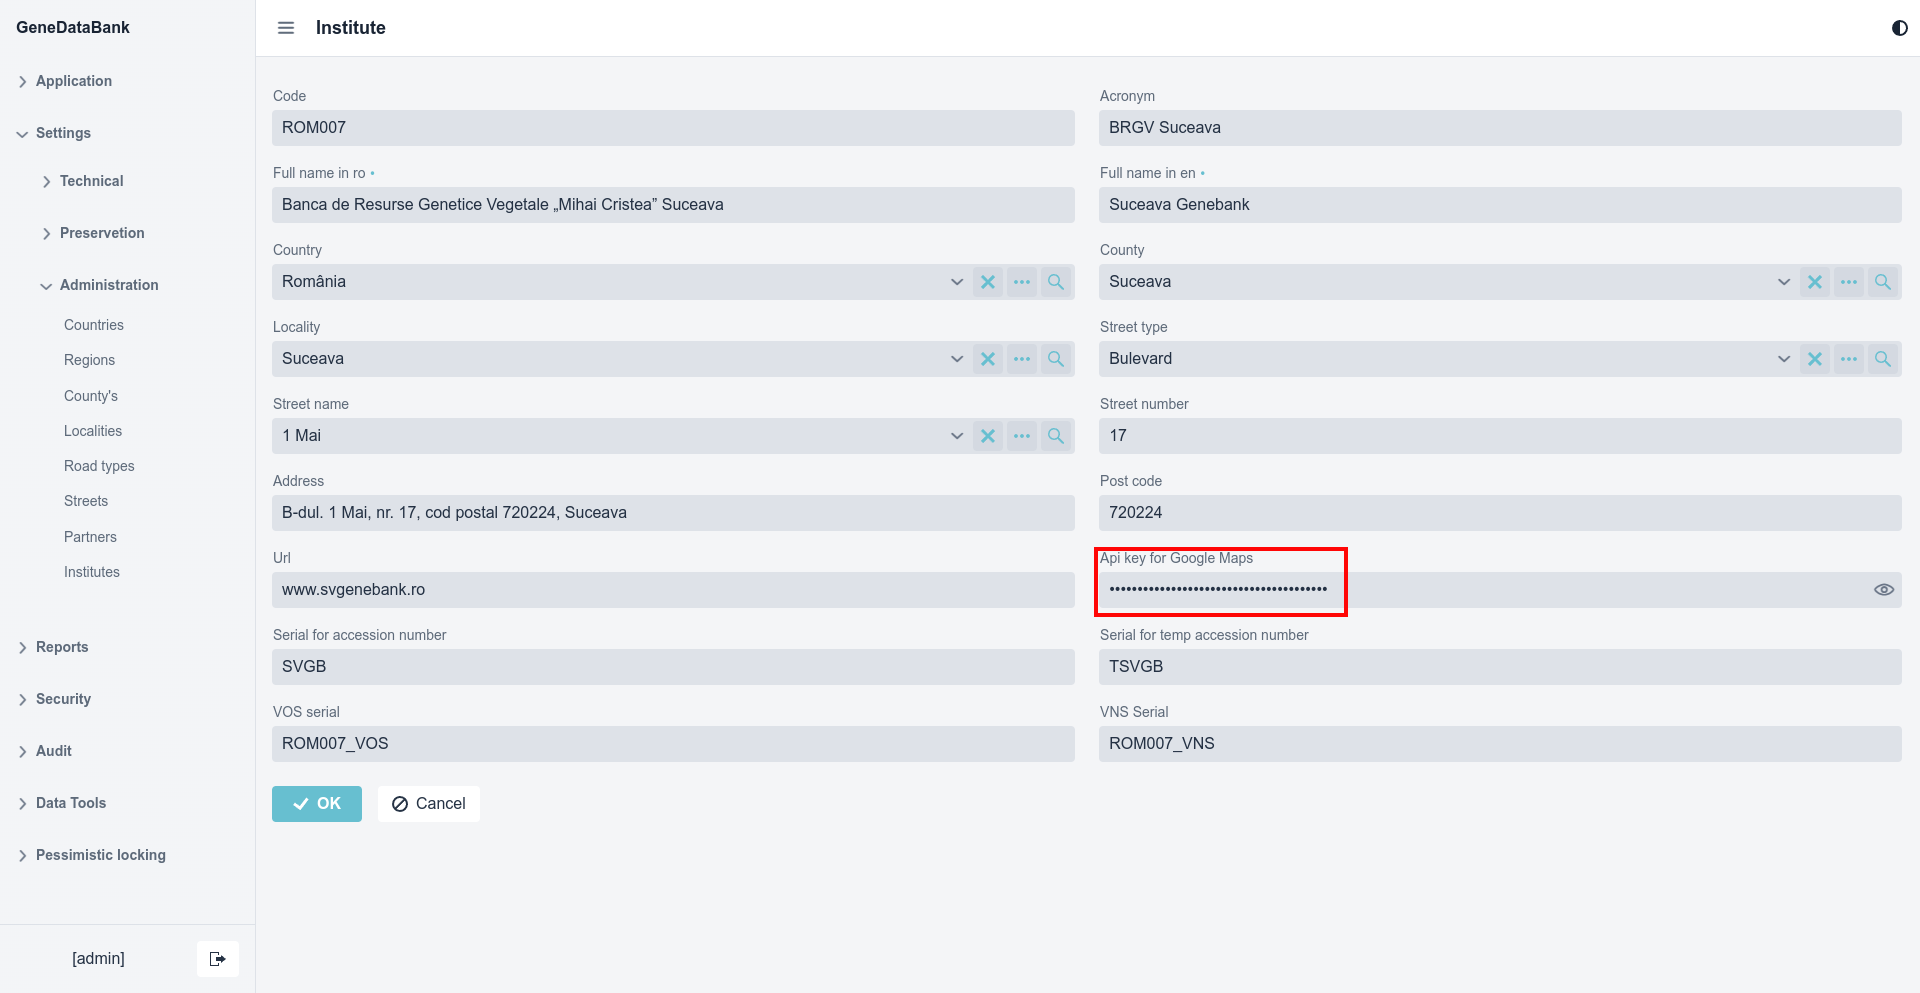 GeneDataBank
Application
Settings
Technical
Preservetion
Administration
Countries
Regions
County's
Localities
Road types
Streets
Partners
Institutes
Reports
Security
Audit
Data Tools
Pessimistic locking
[admin]
Institute
Code
ROM007
Acronym
BRGV Suceava
Full name in ro •
Banca de Resurse Genetice Vegetale „Mihai Cristea” Suceava
Full name in en •
Suceava Genebank
Country
România
County
Suceava
Locality
Suceava
Street type
Bulevard
Street name
1 Mai
Street number
17
Address
B-dul. 1 Mai, nr. 17, cod postal 720224, Suceava
Post code
720224
Url
www.svgenebank.ro
Api key for Google Maps
•••••••••••••••••••••••••••••••••••••••
Serial for accession number
SVGB
Serial for temp accession number
TSVGB
VOS serial
ROM007_VOS
VNS Serial
ROM007_VNS
OK
Cancel